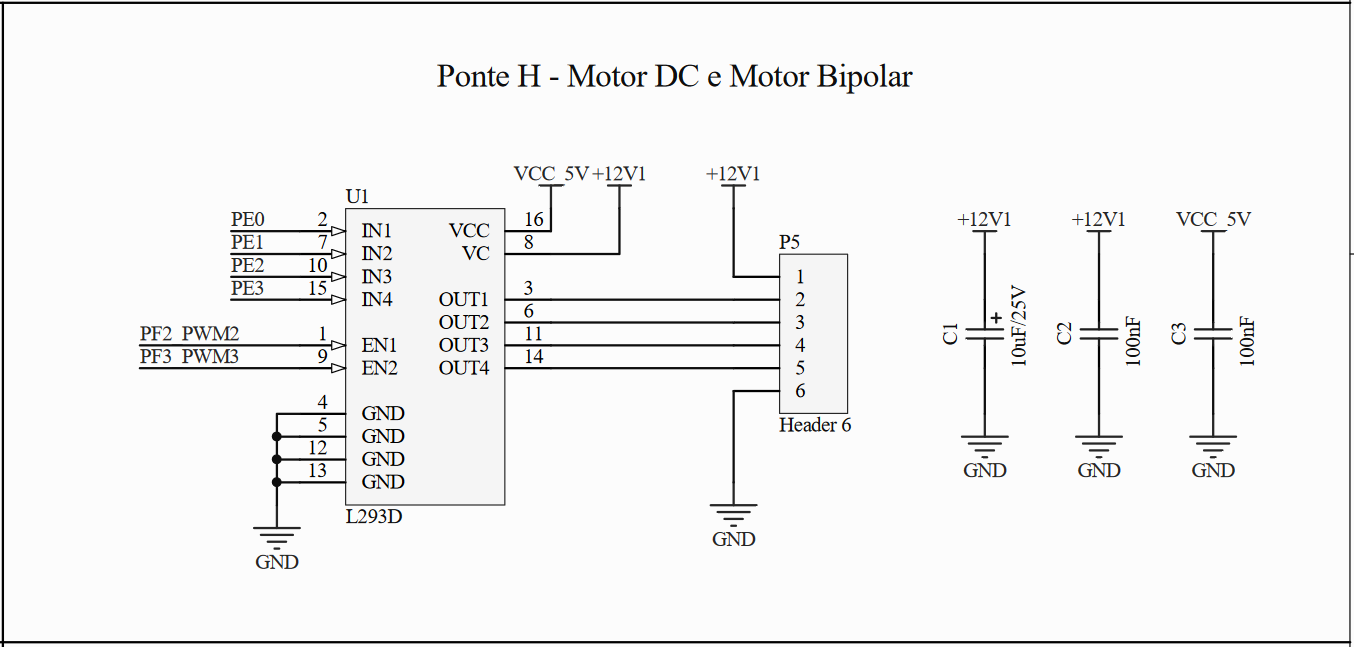 Ponte H - Motor DC e Motor Bipolar
VCC_5V +12V1 +12V1
U1
PE0 2 IN1 VCC 16
PE1 7 IN2 VC 8
PE2 10 IN3
PE3 15 IN4 OUT1 3
OUT2 6
PF2_PWM2 1 EN1 OUT3 11
PF3_PWM3 9 EN2 OUT4 14
4 GND
5 GND
12 GND
13 GND
L293D
GND
P5
1
2
3
4
5
6
Header 6
GND
+12V1 +12V1 VCC_5V
C1 + 10uF/25V
C2 100nF
C3 100nF
GND GND GND